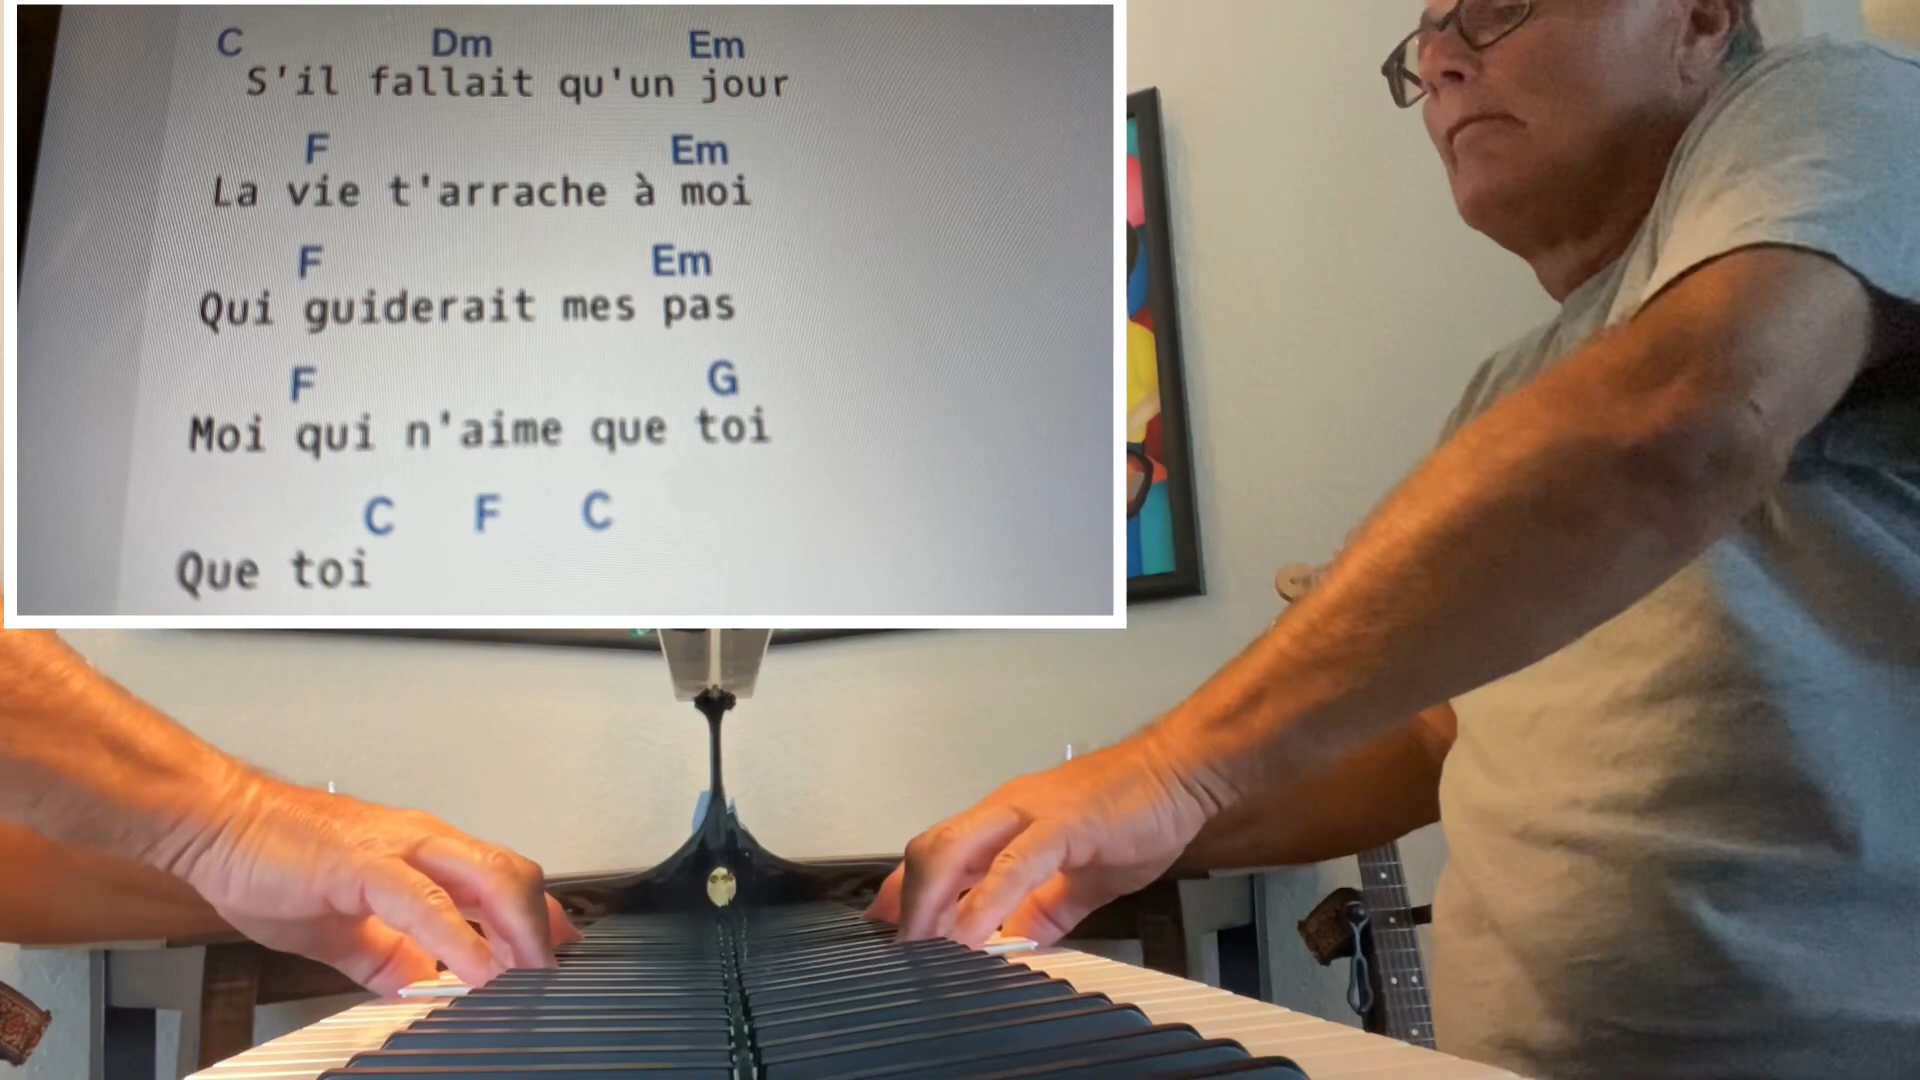 C Dm Em
S'il fallait qu'un jour
F Em
La vie t'arrache à moi
F Em
Qui guiderait mes pas
F G
Moi qui n'aime que toi
C F C
Que toi